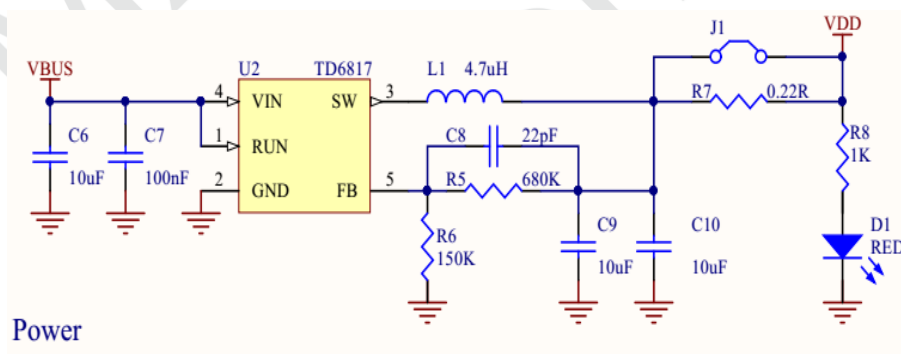 J1
VDD
VBUS
U2 TD6817
L1 4.7uH
4 VIN SW 3
R7 0.22R
C6
10uF
C7
100nF
1 RUN
C8 22pF
R8
1K
2 GND FB 5
R5 680K
R6
150K
C9
10uF
C10
10uF
D1
RED
Power